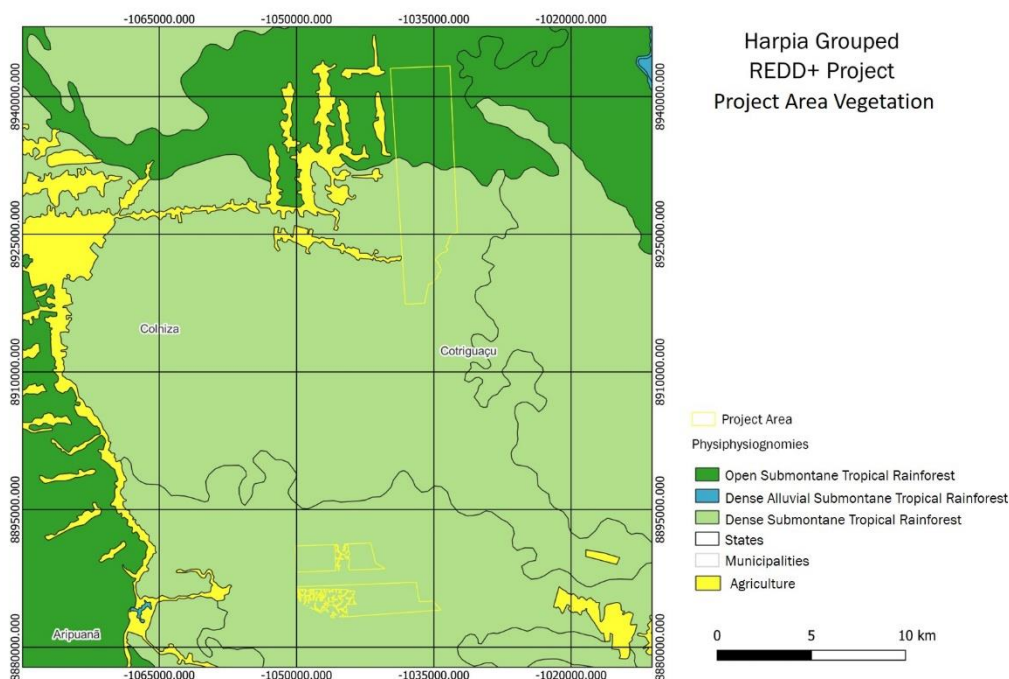 -1065000.000 -1050000.000 -1035000.000 -1020000.000
Harpia Grouped
REDD+ Project
Project Area Vegetation
8940000.000 8940000.000
8925000.000 8925000.000
Colniza
Cotriguaçu
8910000.000 8910000.000
Project Area
Physiphysiognomies
Open Submontane Tropical Rainforest
Dense Alluvial Submontane Tropical Rainforest
8895000.000 8895000.000
Dense Submontane Tropical Rainforest
States
Municipalities
Agriculture
Aripuanã
0 5 10 km
8880000.000 8880000.000
-1065000.000 -1050000.000 -1035000.000 -1020000.000